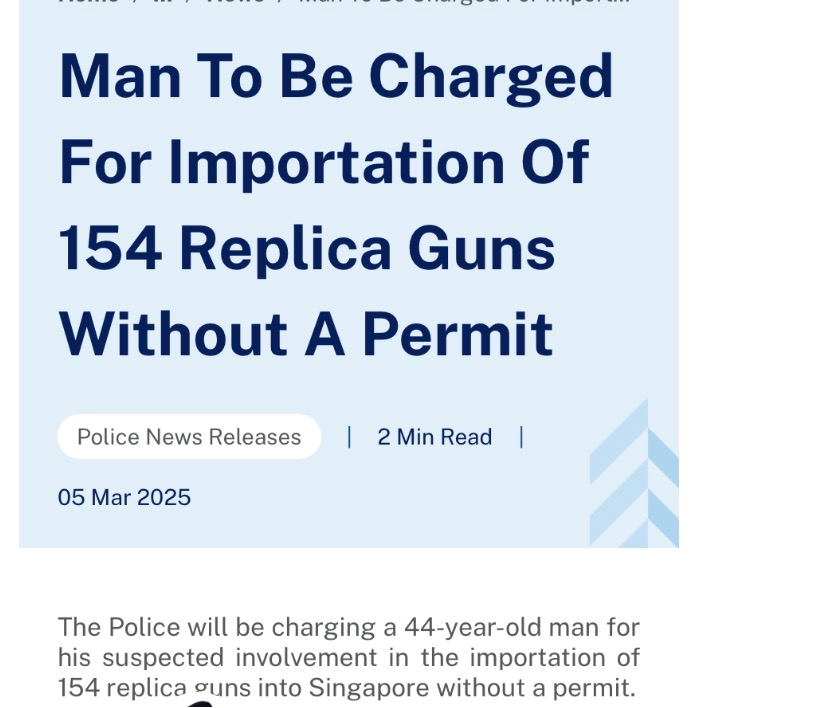 Man To Be Charged
For Importation Of
154 Replica Guns
Without A Permit
Police News Releases | 2 Min Read |
05 Mar 2025
The Police will be charging a 44-year-old man for
his suspected involvement in the importation of
154 replica guns into Singapore without a permit.